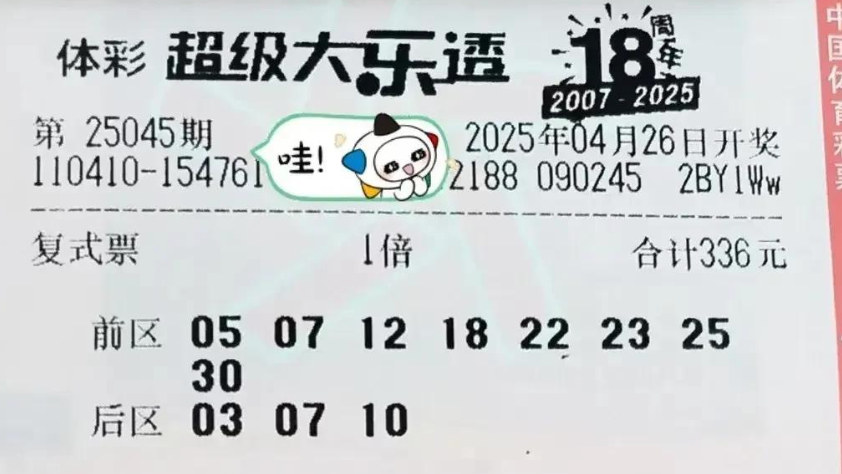 体彩 超级大乐透 18周年
2007-2025
第 25045期 2025年04月26日开奖
110410-154761 哇! 2188 090245 2BY1Ww
复式票 1倍 合计336元
前区 05 07 12 18 22 23 25
30
后区 03 07 10
中国体育彩票